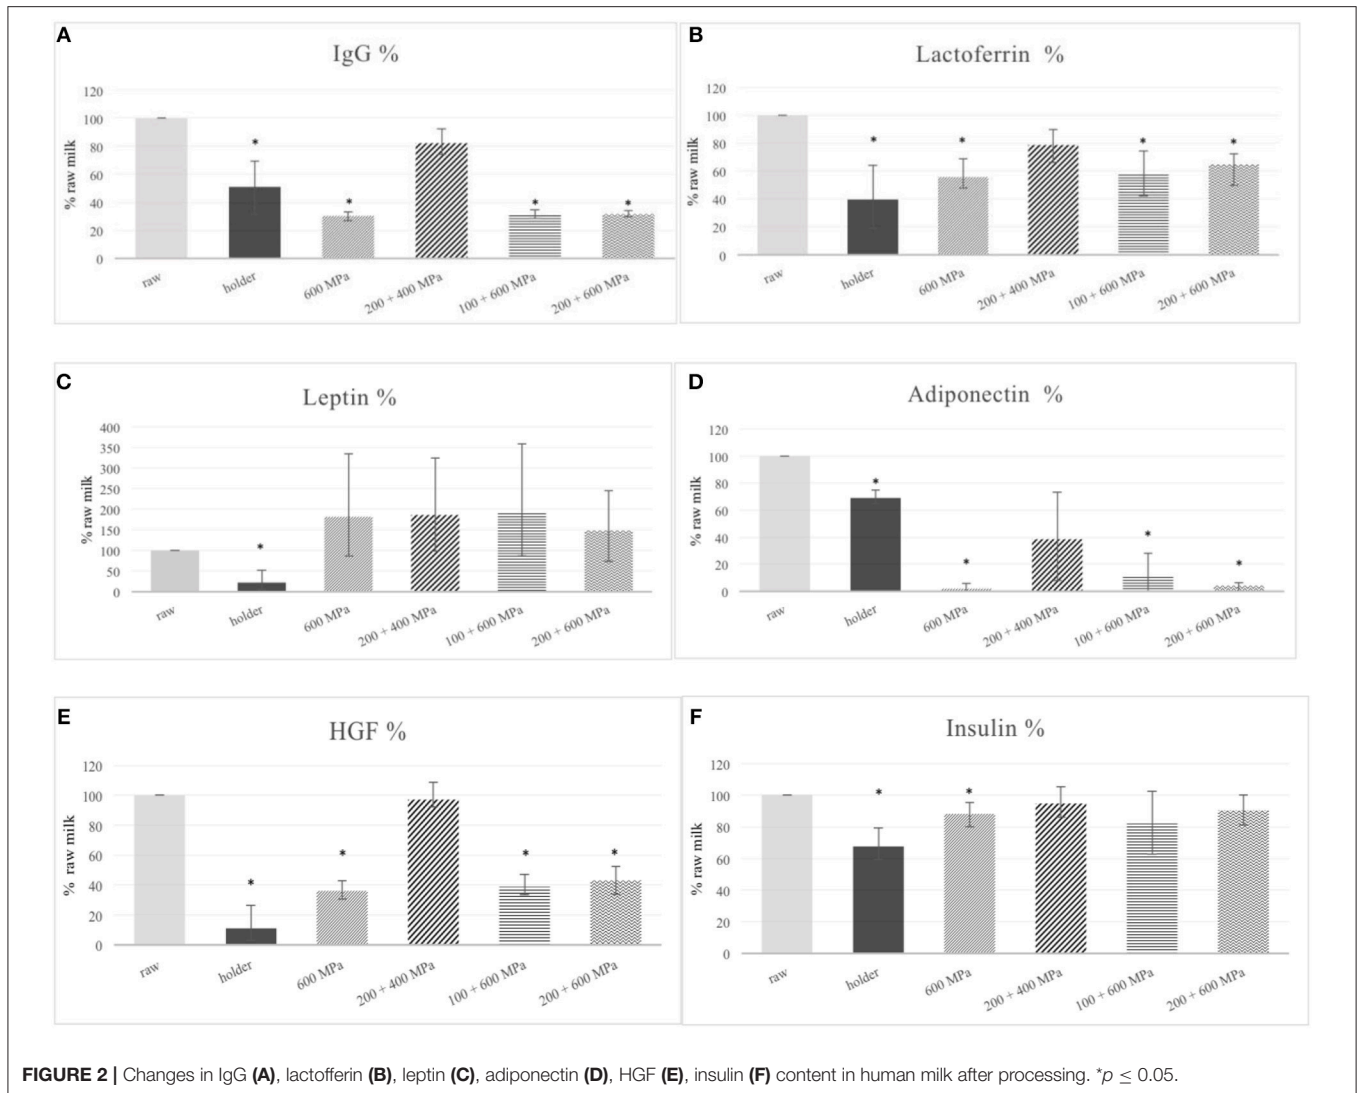 A
IgG %
120
100
80
60
40
20
0
% raw milk
* * * *
raw holder 600 MPa 200 + 400 MPa 100 + 600 MPa 200 + 600 MPa
B
Lactoferrin %
120
100
80
60
40
20
0
% raw milk
* * * *
raw holder 600 MPa 200 + 400 MPa 100 + 600 MPa 200 + 600 MPa
C
Leptin %
400
350
300
250
200
150
100
50
0
% raw milk
*
raw holder 600 MPa 200 + 400 MPa 100 + 600 MPa 200 + 600 MPa
D
Adiponectin %
120
100
80
60
40
20
0
% raw milk
* * * *
raw holder 600 MPa 200 + 400 MPa 100 + 600 MPa 200 + 600 MPa
E
HGF %
120
100
80
60
40
20
0
% raw milk
* * * *
raw holder 600 MPa 200 + 400 MPa 100 + 600 MPa 200 + 600 MPa
F
Insulin %
120
100
80
60
40
20
0
% raw milk
* *
raw holder 600 MPa 200 + 400 MPa 100 + 600 MPa 200 + 600 MPa
FIGURE 2 | Changes in IgG (A), lactofferin (B), leptin (C), adiponectin (D), HGF (E), insulin (F) content in human milk after processing. *p ≤ 0.05.